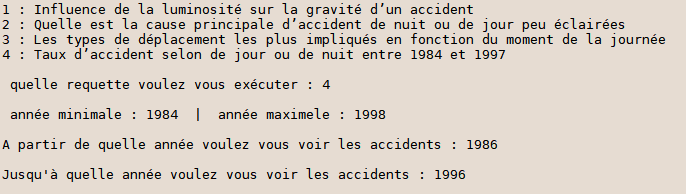 1 : Influence de la luminosité sur la gravité d’un accident
2 : Quelle est la cause principale d’accident de nuit ou de jour peu éclairées
3 : Les types de déplacement les plus impliqués en fonction du moment de la journée
4 : Taux d’accident selon de jour ou de nuit entre 1984 et 1997
quelle requette voulez vous exécuter : 4
année minimale : 1984 | année maximele : 1998
A partir de quelle année voulez vous voir les accidents : 1986
Jusqu'à quelle année voulez vous voir les accidents : 1996